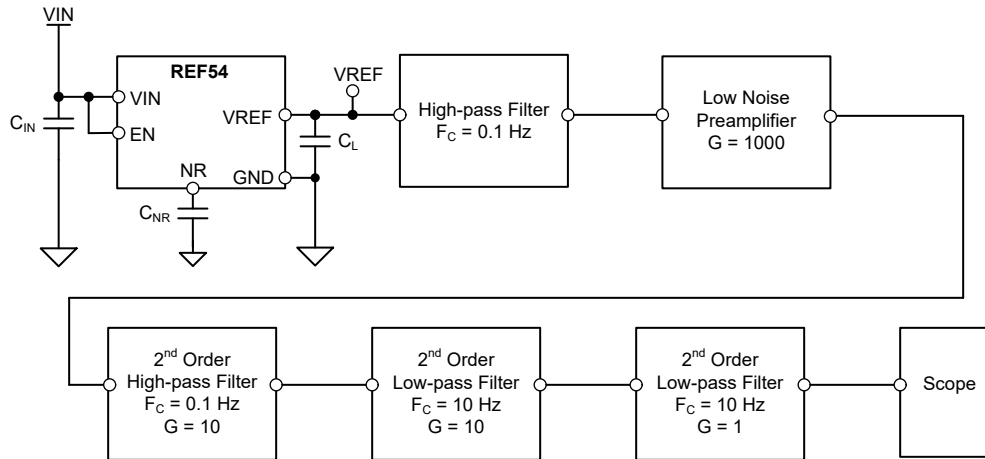 VIN
REF54
VIN
EN
VREF
GND
NR
C_IN
C_NR
C_L
VREF
High-pass Filter
F_C = 0.1 Hz
Low Noise
Preamplifier
G = 1000
2nd Order
High-pass Filter
F_C = 0.1 Hz
G = 10
2nd Order
Low-pass Filter
F_C = 10 Hz
G = 10
2nd Order
Low-pass Filter
F_C = 10 Hz
G = 1
Scope